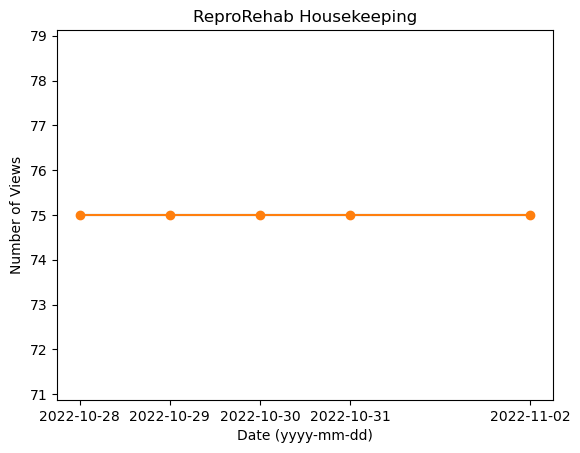 ReproRehab Housekeeping
Number of Views
79
78
77
76
75
74
73
72
71
2022-10-28 2022-10-29 2022-10-30 2022-10-31 2022-11-02
Date (yyyy-mm-dd)